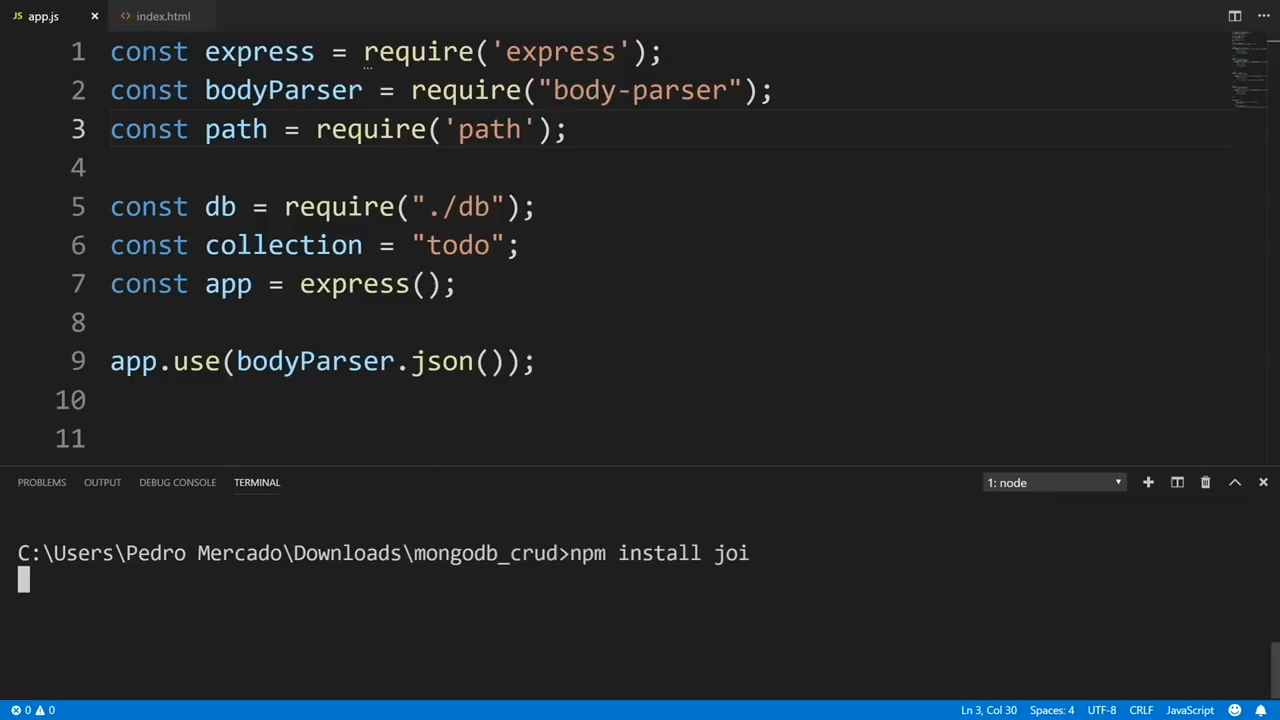 JS app.js × <> index.html ···
1 const express = require('express');
2 const bodyParser = require("body-parser");
3 const path = require('path');
4
5 const db = require("./db");
6 const collection = "todo";
7 const app = express();
8
9 app.use(bodyParser.json());
10
11
PROBLEMS OUTPUT DEBUG CONSOLE TERMINAL 1: node
C:\Users\Pedro Mercado\Downloads\mongodb_crud>npm install joi
0 0 Ln 3, Col 30 Spaces: 4 UTF-8 CRLF JavaScript